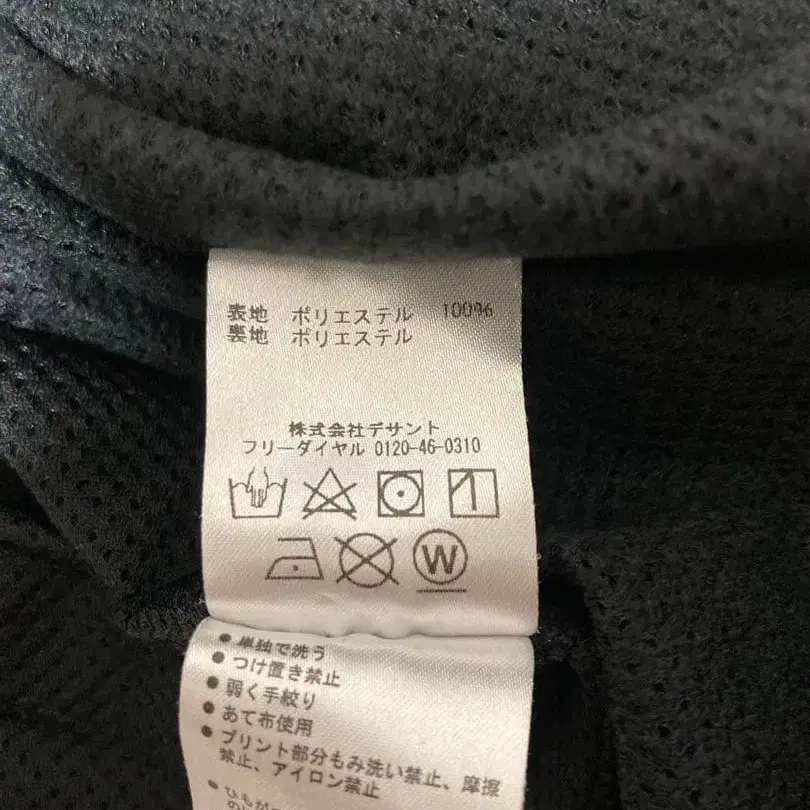 表地 ポリエステル 100%
裏地 ポリエステル
株式会社デサント
フリーダイヤル 0120-46-0310
W
● 単独で洗う
● つけ置き禁止
● 弱く手絞り
● あて布使用
● プリント部分もみ洗い禁止、摩擦
禁止、アイロン禁止
● ひもが